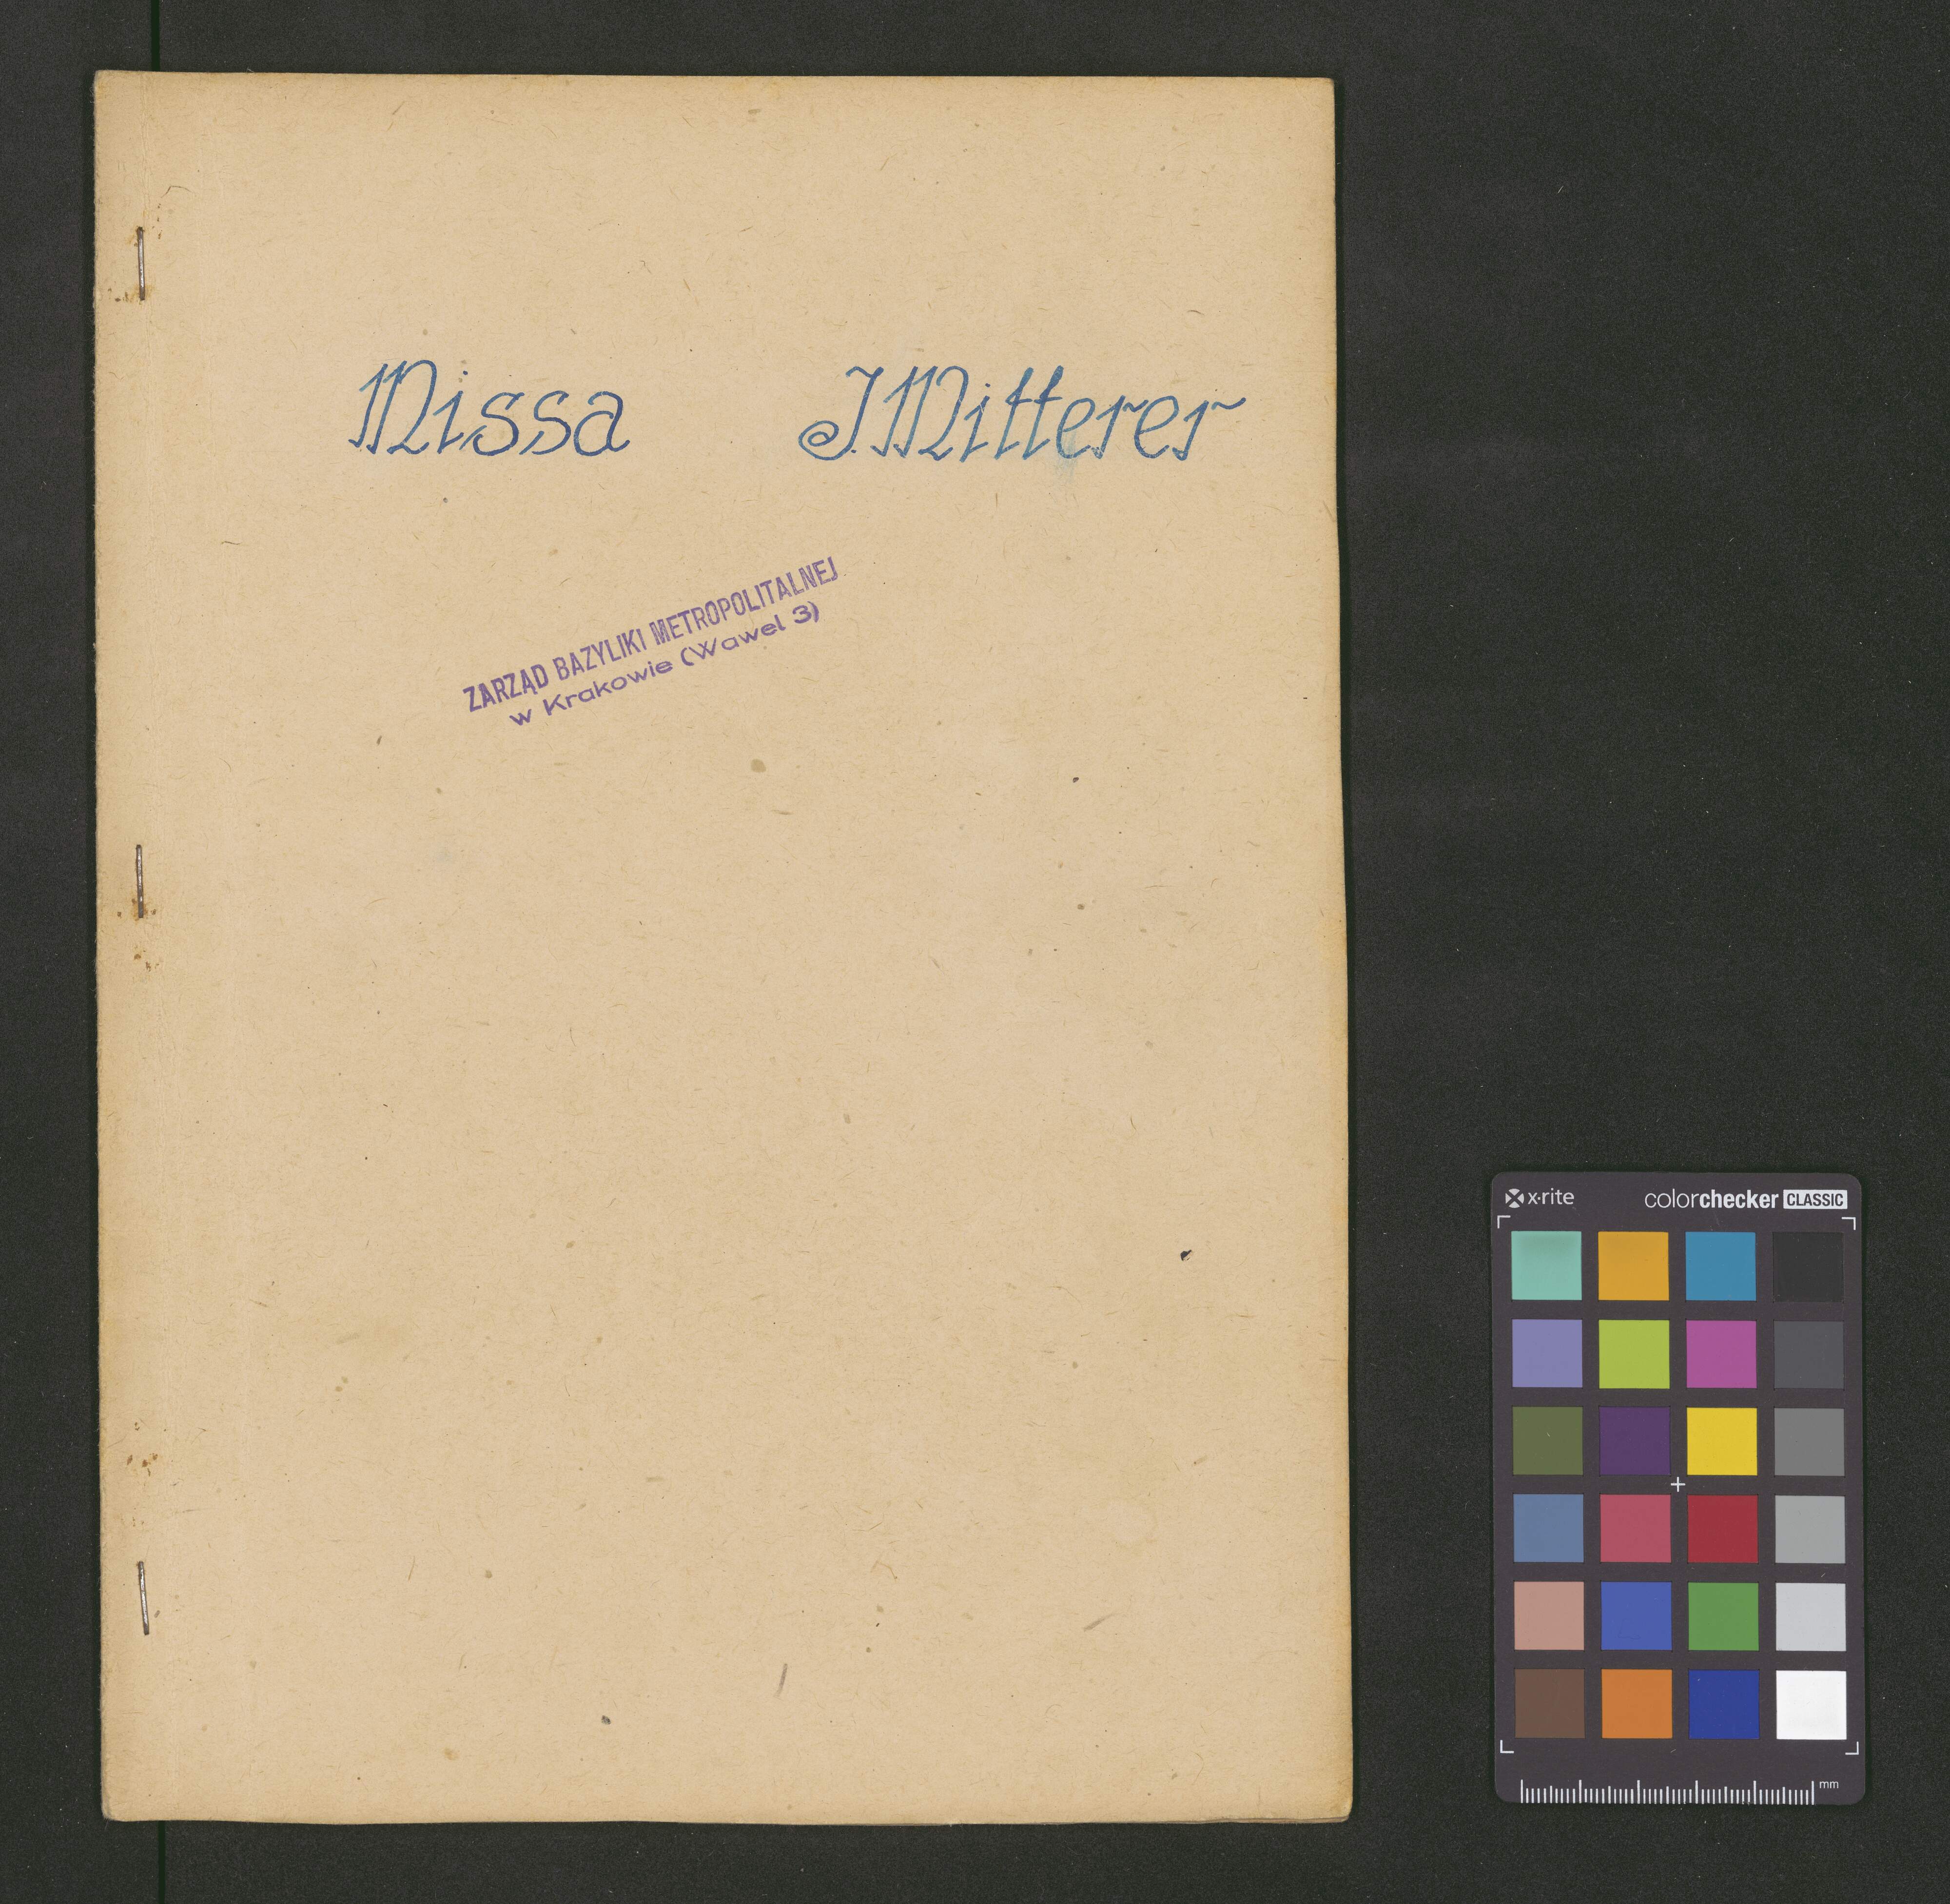 Missa J. Mitterer
ZARZĄD BAZYLIKI METROPOLITALNEJ
w Krakowie (Wawel 3)
x·rite colorchecker CLASSIC
mm